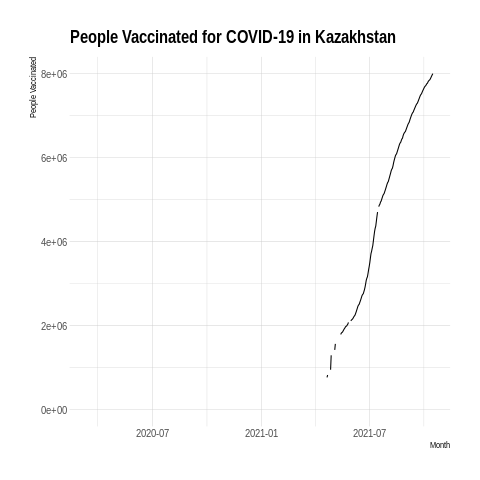 People Vaccinated for COVID-19 in Kazakhstan
People Vaccinated
8e+06
6e+06
4e+06
2e+06
0e+00
2020-07
2021-01
2021-07
Month